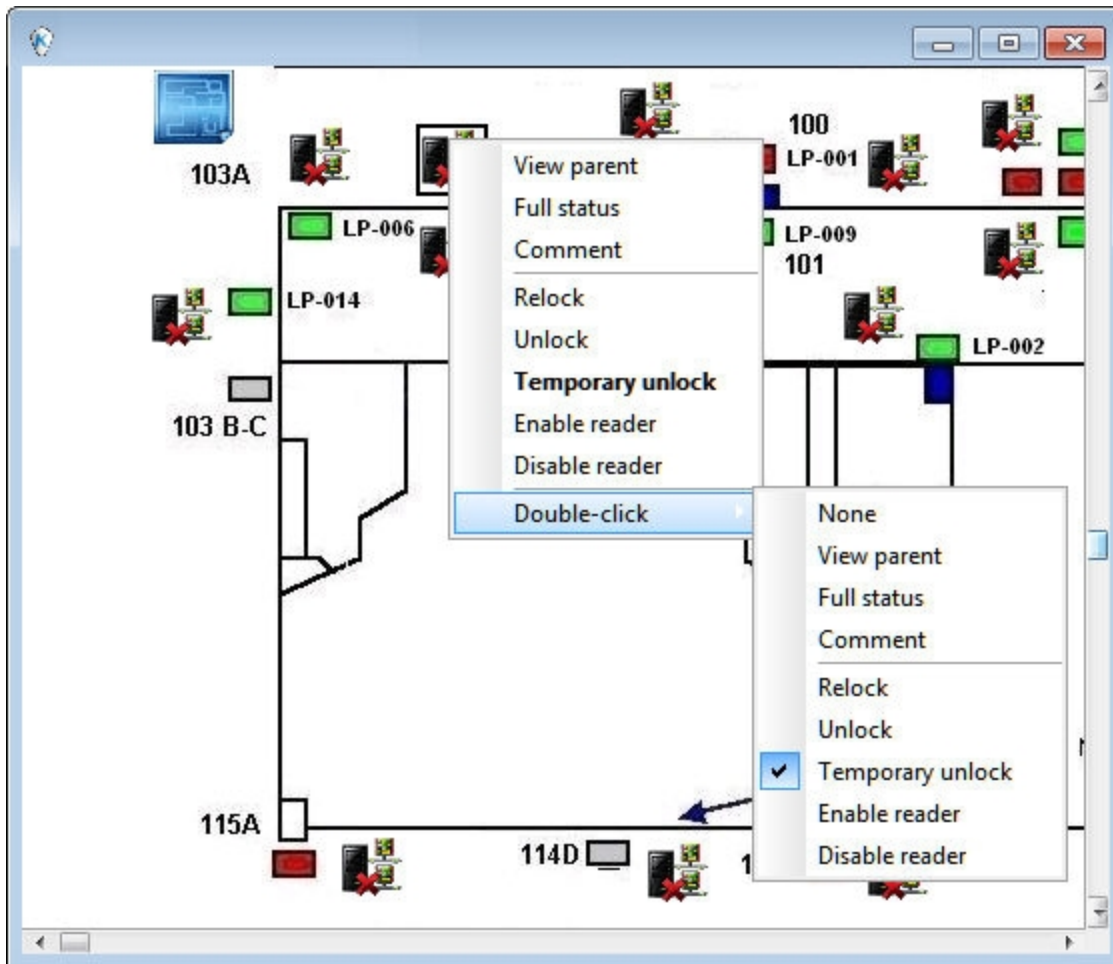 100
LP-001
103A
LP-006
LP-009
101
LP-014
LP-002
103 B-C
View parent
Full status
Comment
Relock
Unlock
Temporary unlock
Enable reader
Disable reader
Double-click
None
View parent
Full status
Comment
Relock
Unlock
Temporary unlock
Enable reader
Disable reader
115A
114D